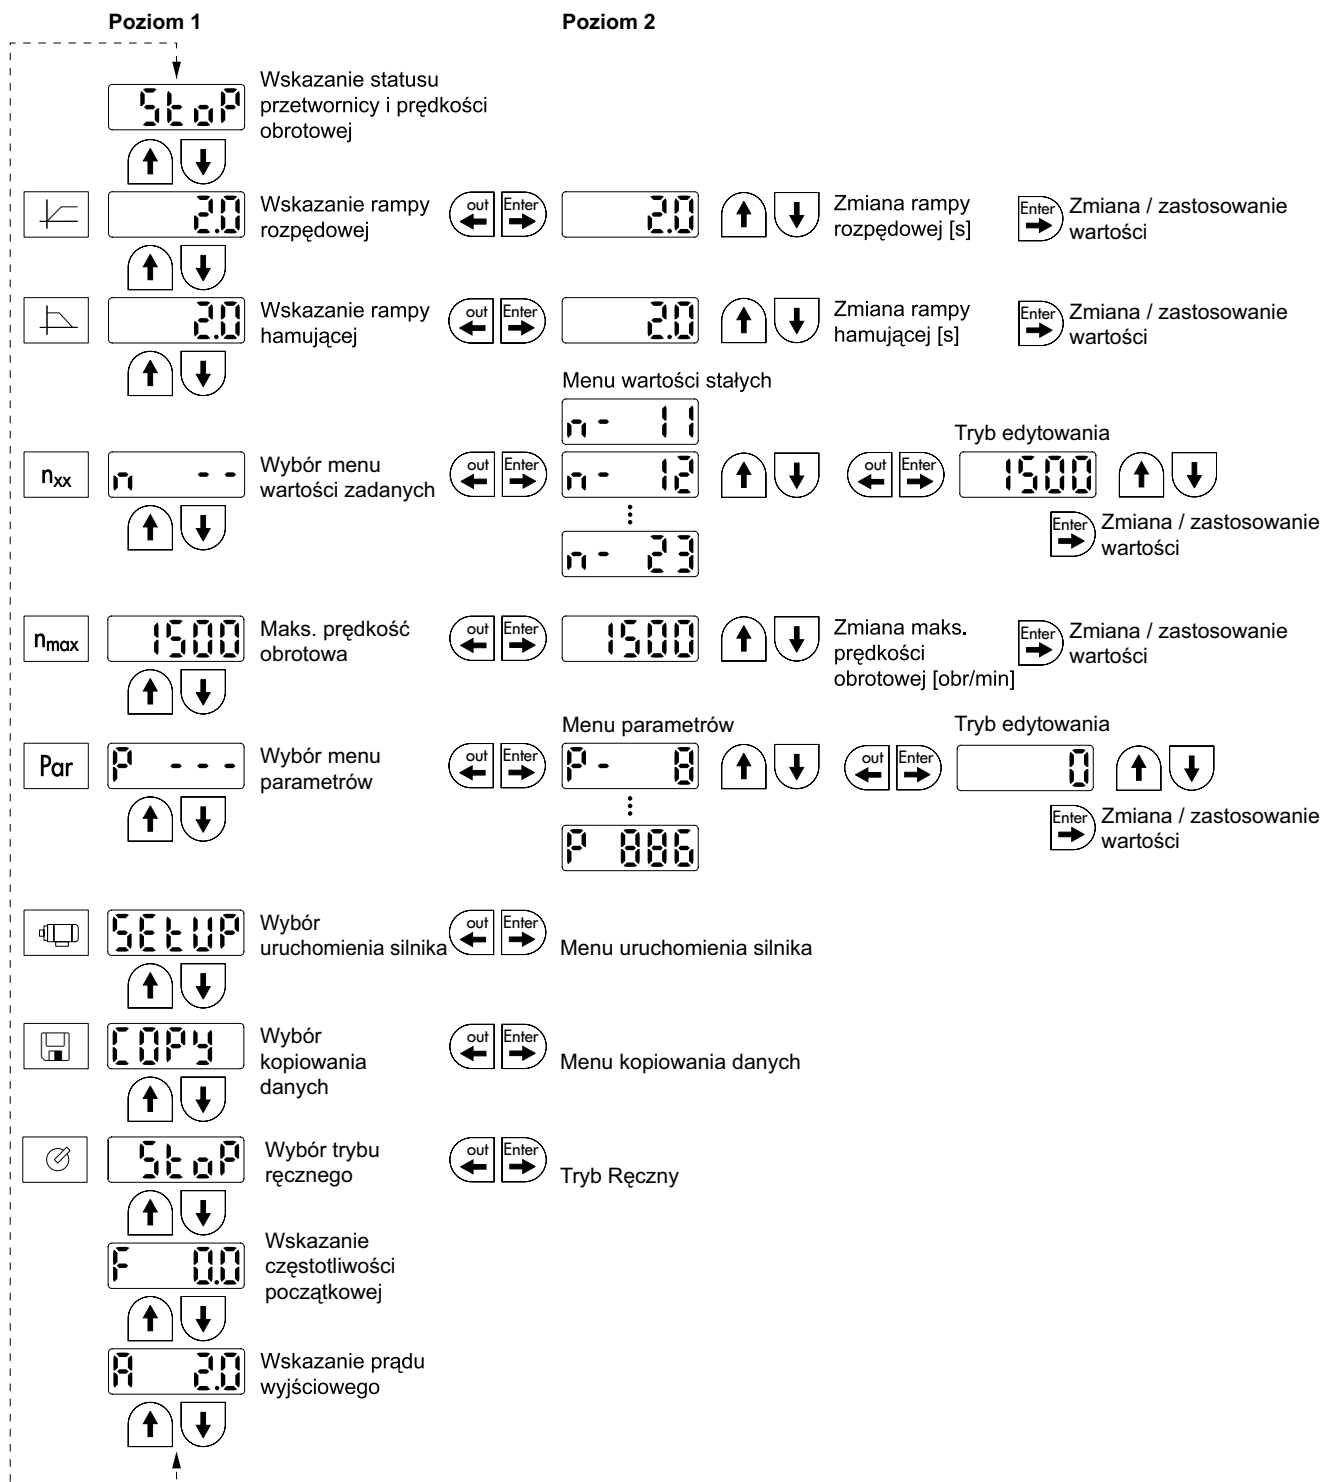 Poziom 1 Poziom 2
StoP
Wskazanie statusu
przetwornicy i prędkości
obrotowej
2.0
Wskazanie rampy
rozpędowej
out Enter
2.0
Zmiana rampy
rozpędowej [s]
Enter
Zmiana / zastosowanie
wartości
2.0
Wskazanie rampy
hamującej
out Enter
2.0
Zmiana rampy
hamującej [s]
Enter
Zmiana / zastosowanie
wartości
Menu wartości stałych
n- 11
nxx
n --
Wybór menu
wartości zadanych
out Enter
n- 12
n- 23
out Enter
Tryb edytowania
1500
Enter
Zmiana / zastosowanie
wartości
nmax
1500
Maks. prędkość
obrotowa
out Enter
1500
Zmiana maks.
prędkości
obrotowej [obr/min]
Enter
Zmiana / zastosowanie
wartości
Menu parametrów
Par
P ---
Wybór menu
parametrów
out Enter
P- 8
P 886
out Enter
Tryb edytowania
0
Enter
Zmiana / zastosowanie
wartości
SEtUP
Wybór
uruchomienia silnika
out Enter
Menu uruchomienia silnika
COPY
Wybór
kopiowania
danych
out Enter
Menu kopiowania danych
StoP
Wybór trybu
ręcznego
out Enter
Tryb Ręczny
F 0.0
Wskazanie
częstotliwości
początkowej
A 2.0
Wskazanie prądu
wyjściowego